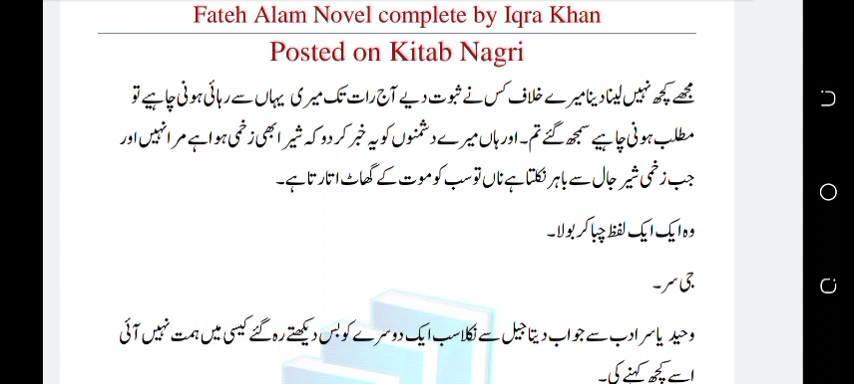 Fateh Alam Novel complete by Iqra Khan
Posted on Kitab Nagri
مجھے کچھ نہیں لینا دینا میرے خلاف کس نے ثبوت دیے آج رات تک میری یہاں سے رہائی ہونی چاہیے تو
مطلب ہونی چاہیے سمجھ گئے تم۔ اور ہاں میرے دشمنوں کو یہ خبر کر دو کہ شیر ابھی زخمی ہوا ہے مرا نہیں اور
جب زخمی شیر جال سے باہر نکلتا ہے ناں تو سب کو موت کے گھاٹ اتارتا ہے۔
وہ ایک ایک لفظ چبا کر بولا۔
جی سر۔
وحید یاسر ادب سے جواب دیتا جیل سے نکلا سب ایک دوسرے کو بس دیکھتے رہ گئے کیسی میں ہمت نہیں آئی
اسے کچھ کہنے کی۔